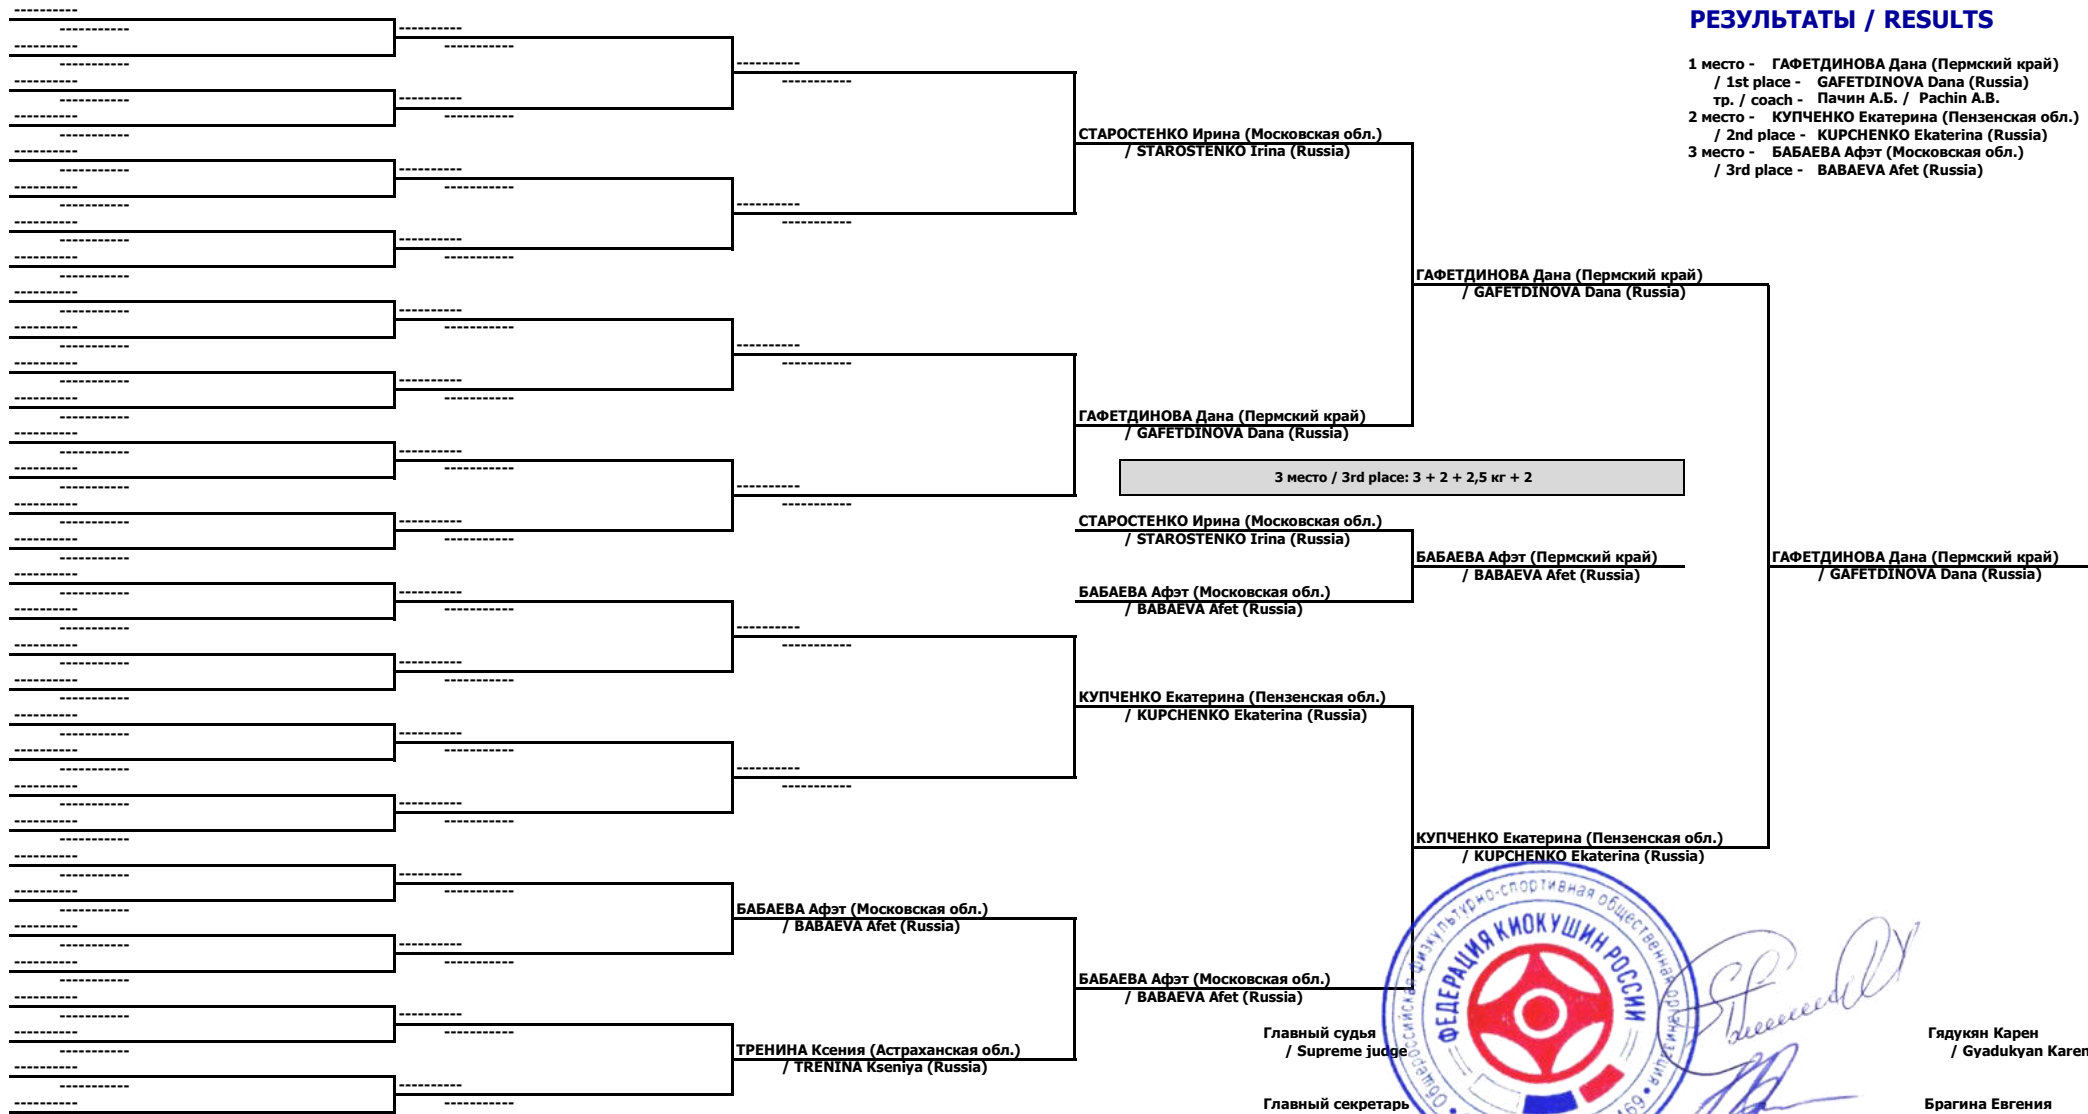 РЕЗУЛЬТАТЫ / RESULTS
1 место - ГАФЕТДИНОВА Дана (Пермский край)
/ 1st place - GAFETDINOVA Dana (Russia)
тр. / coach - Пачин А.Б. / Pachin A.B.
2 место - КУПЧЕНКО Екатерина (Пензенская обл.)
/ 2nd place - KUPCHENKO Ekaterina (Russia)
3 место - БАБАЕВА Афэт (Московская обл.)
/ 3rd place - BABAEVA Afet (Russia)
СТАРОСТЕНКО Ирина (Московская обл.)
/ STAROSTENKO Irina (Russia)
ГАФЕТДИНОВА Дана (Пермский край)
/ GAFETDINOVA Dana (Russia)
ГАФЕТДИНОВА Дана (Пермский край)
/ GAFETDINOVA Dana (Russia)
3 место / 3rd place: 3 + 2 + 2,5 кг + 2
СТАРОСТЕНКО Ирина (Московская обл.)
/ STAROSTENKO Irina (Russia)
БАБАЕВА Афэт (Пермский край)
/ BABAEVA Afet (Russia)
ГАФЕТДИНОВА Дана (Пермский край)
/ GAFETDINOVA Dana (Russia)
БАБАЕВА Афэт (Московская обл.)
/ BABAEVA Afet (Russia)
КУПЧЕНКО Екатерина (Пензенская обл.)
/ KUPCHENKO Ekaterina (Russia)
КУПЧЕНКО Екатерина (Пензенская обл.)
/ KUPCHENKO Ekaterina (Russia)
БАБАЕВА Афэт (Московская обл.)
/ BABAEVA Afet (Russia)
БАБАЕВА Афэт (Московская обл.)
/ BABAEVA Afet (Russia)
ТРЕНИНА Ксения (Астраханская обл.)
/ TRENINA Kseniya (Russia)
Общероссийская физкультурно-спортивная общественная организация
ФЕДЕРАЦИЯ КИОКУШИН РОССИИ
Главный судья
/ Supreme judge
Гядукян Карен
/ Gyadukyan Karen
Главный секретарь
Брагина Евгения